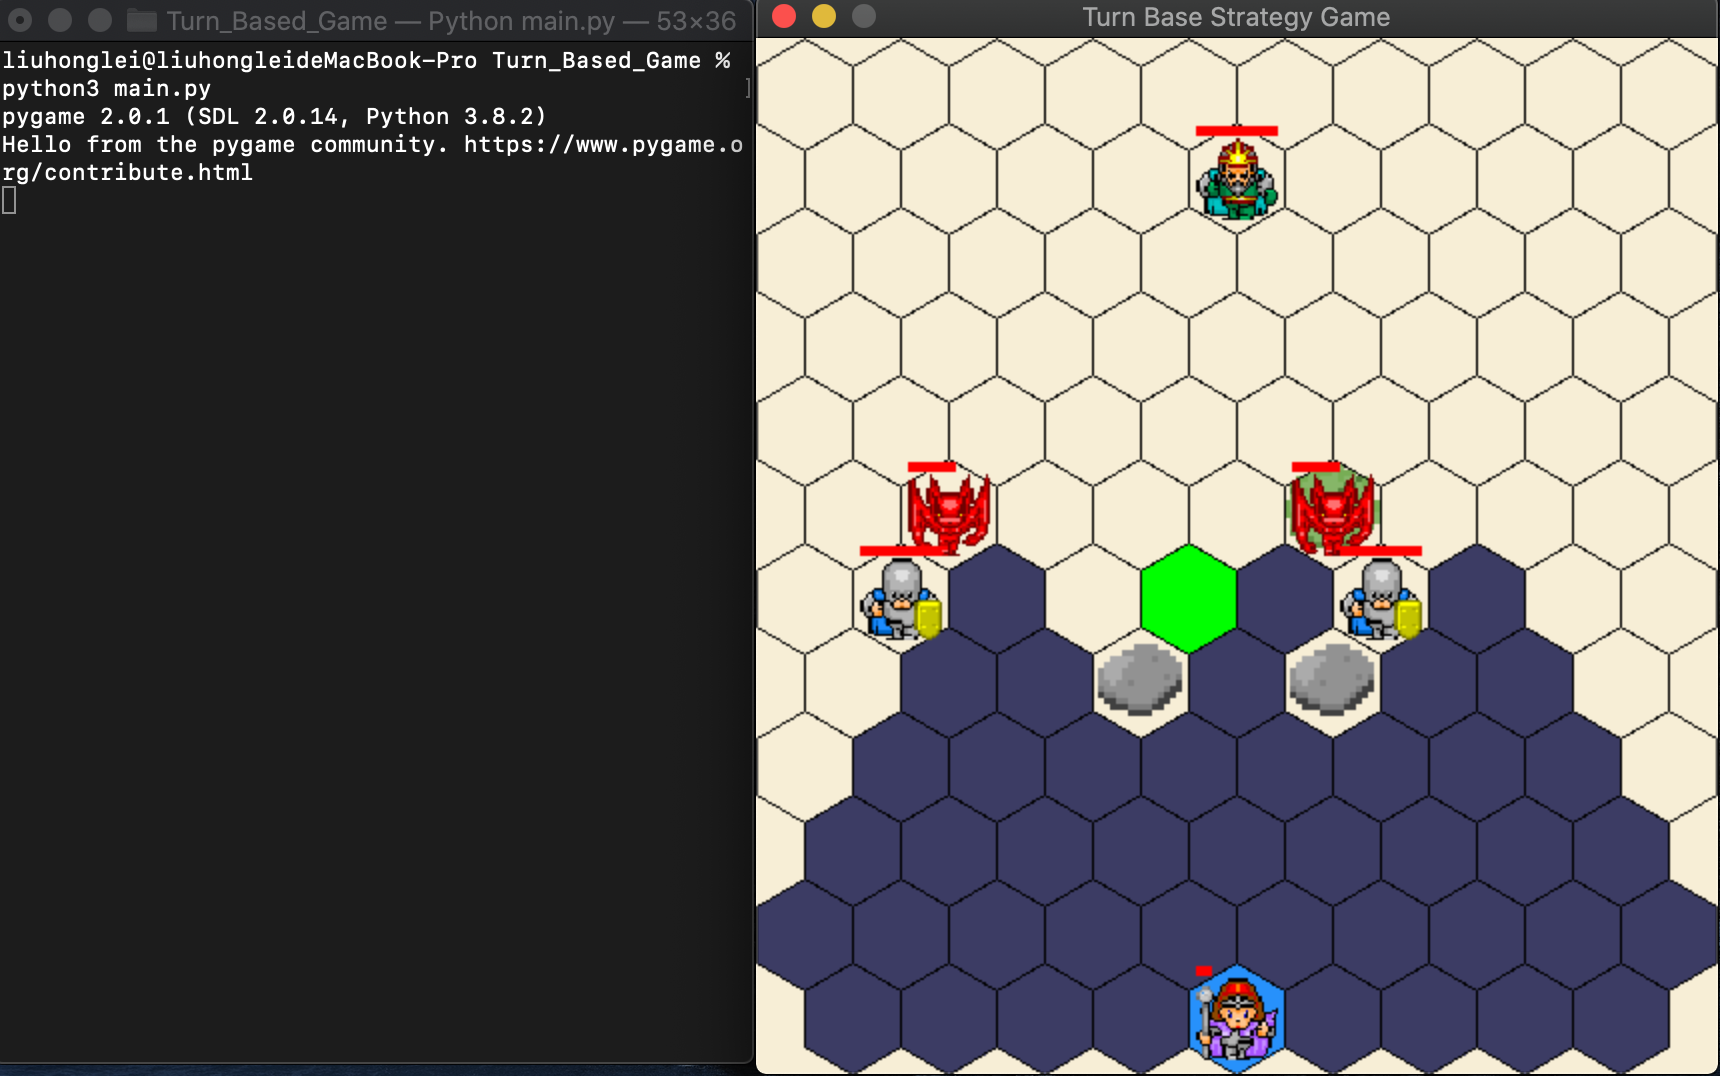 Turn_Based_Game — Python main.py — 53×36
liuhonglei@liuhongleideMacBook-Pro Turn_Based_Game %
python3 main.py
pygame 2.0.1 (SDL 2.0.14, Python 3.8.2)
Hello from the pygame community. https://www.pygame.o
rg/contribute.html
Turn Base Strategy Game